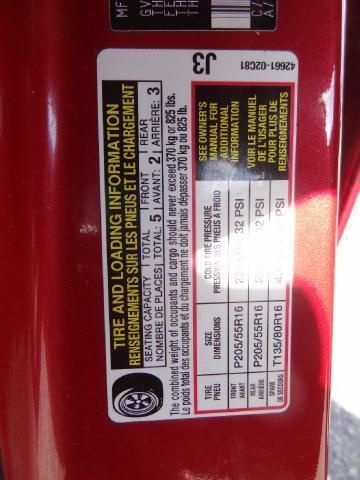 TIRE AND LOADING INFORMATION
RENSEIGNEMENTS SUR LES PNEUS ET LE CHARGEMENT
SEATING CAPACITY TOTAL: 5 FRONT: 2 REAR: 3
NOMBRE DE PLACES TOTAL: 5 AVANT: 2 ARRIÈRE: 3
The combined weight of occupants and cargo should never exceed 370 kg or 825 lbs.
Le poids total des occupants et du chargement ne doit jamais dépasser 370 kg ou 825 lb.
TIRE SIZE COLD TIRE PRESSURE
PNEU DIMENSIONS PRESSION DES PNEUS À FROID
FRONT
AVANT P205/55R16 32 PSI
REAR
ARRIÈRE P205/55R16 32 PSI
SPARE
DE SECOURS T135/80R16 PSI
SEE OWNER'S
MANUAL FOR
ADDITIONAL
INFORMATION
VOIR LE MANUEL
DE L'USAGER
POUR PLUS DE
RENSEIGNEMENTS
J3
42661-02C81